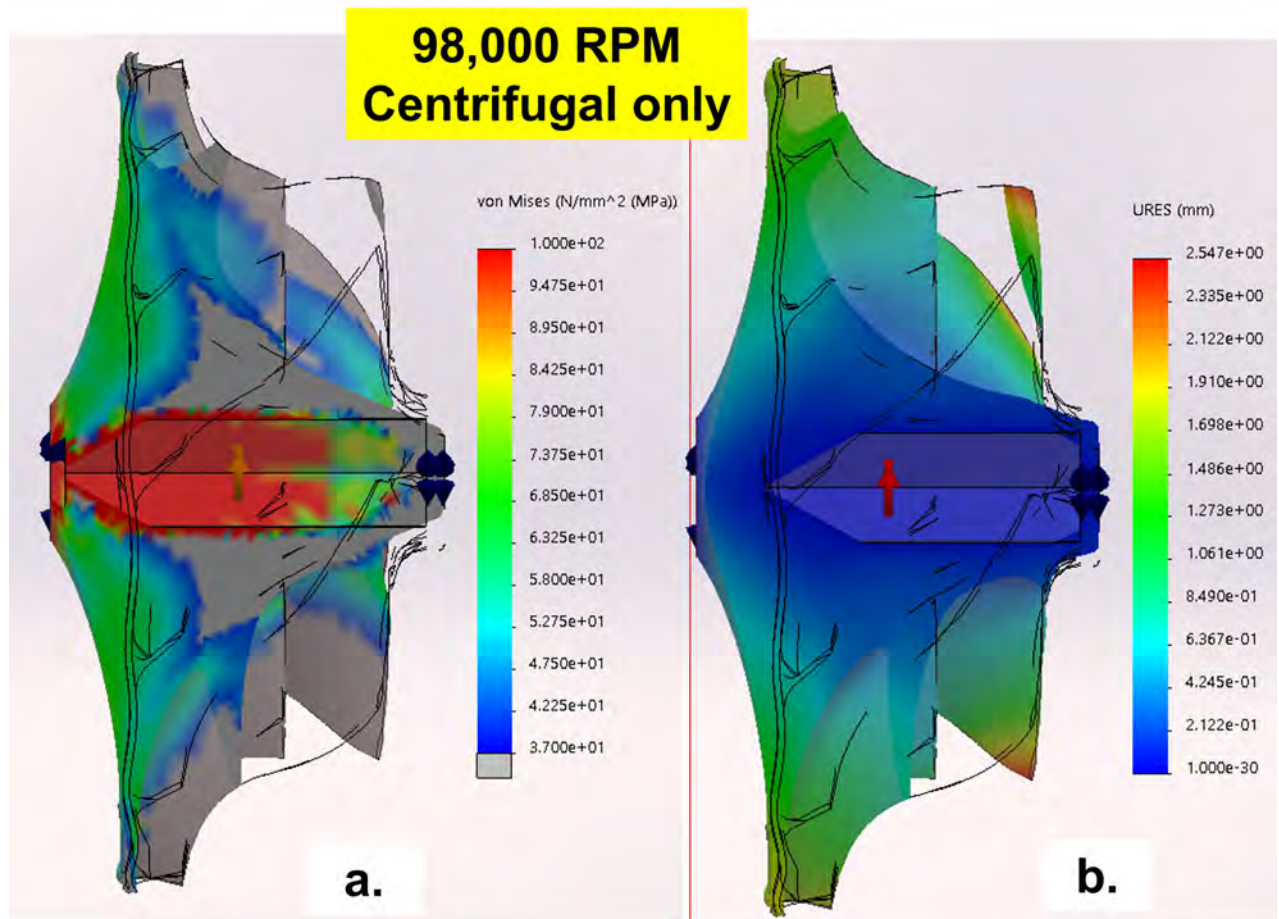 98,000 RPM
Centrifugal only
von Mises (N/mm^2 (MPa))
1.000e+02
9.475e+01
8.950e+01
8.425e+01
7.900e+01
7.375e+01
6.850e+01
6.325e+01
5.800e+01
5.275e+01
4.750e+01
4.225e+01
3.700e+01
a.
URES (mm)
2.547e+00
2.335e+00
2.122e+00
1.910e+00
1.698e+00
1.486e+00
1.273e+00
1.061e+00
8.490e-01
6.367e-01
4.245e-01
2.122e-01
1.000e-30
b.